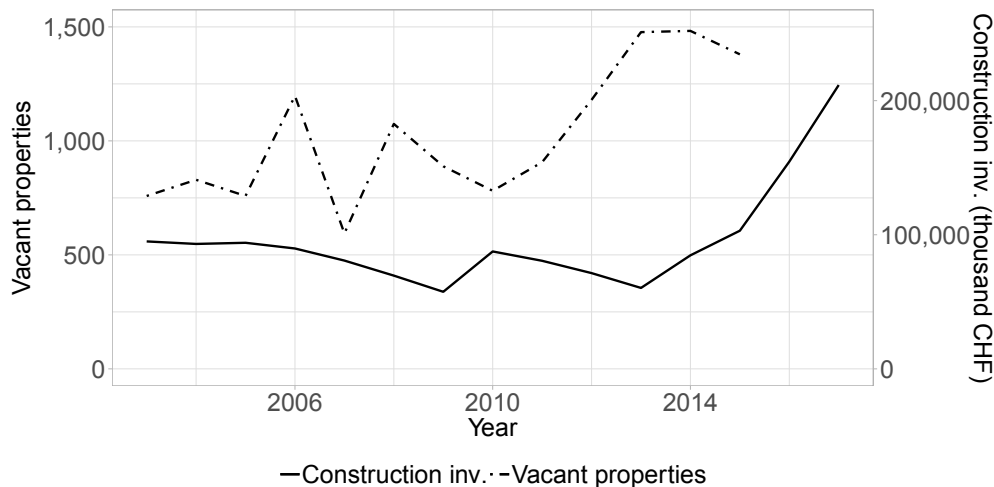 1,500
1,000
500
0
Vacant properties
200,000
100,000
0
Construction inv. (thousand CHF)
2006 2010 2014
Year
Construction inv. Vacant properties